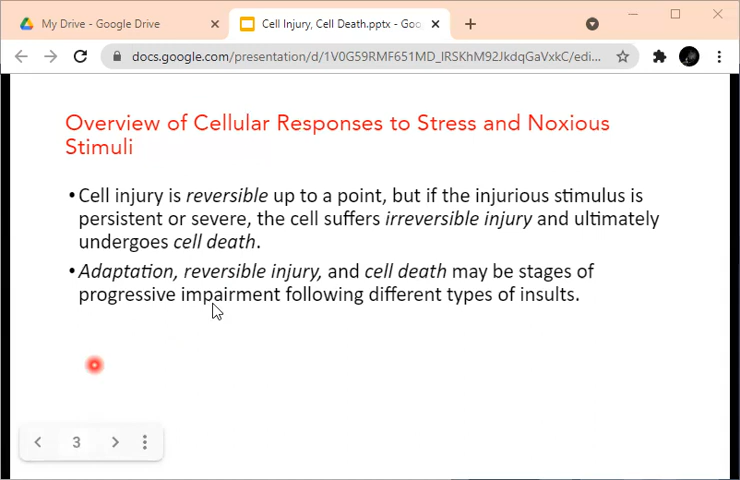 My Drive - Google Drive
Cell Injury, Cell Death.pptx - Goo
docs.google.com/presentation/d/1V0G59RMF651MD_lRSKhM92JkdqGaVxkC/edi...
Overview of Cellular Responses to Stress and Noxious
Stimuli
•Cell injury is reversible up to a point, but if the injurious stimulus is
persistent or severe, the cell suffers irreversible injury and ultimately
undergoes cell death.
•Adaptation, reversible injury, and cell death may be stages of
progressive impairment following different types of insults.
3